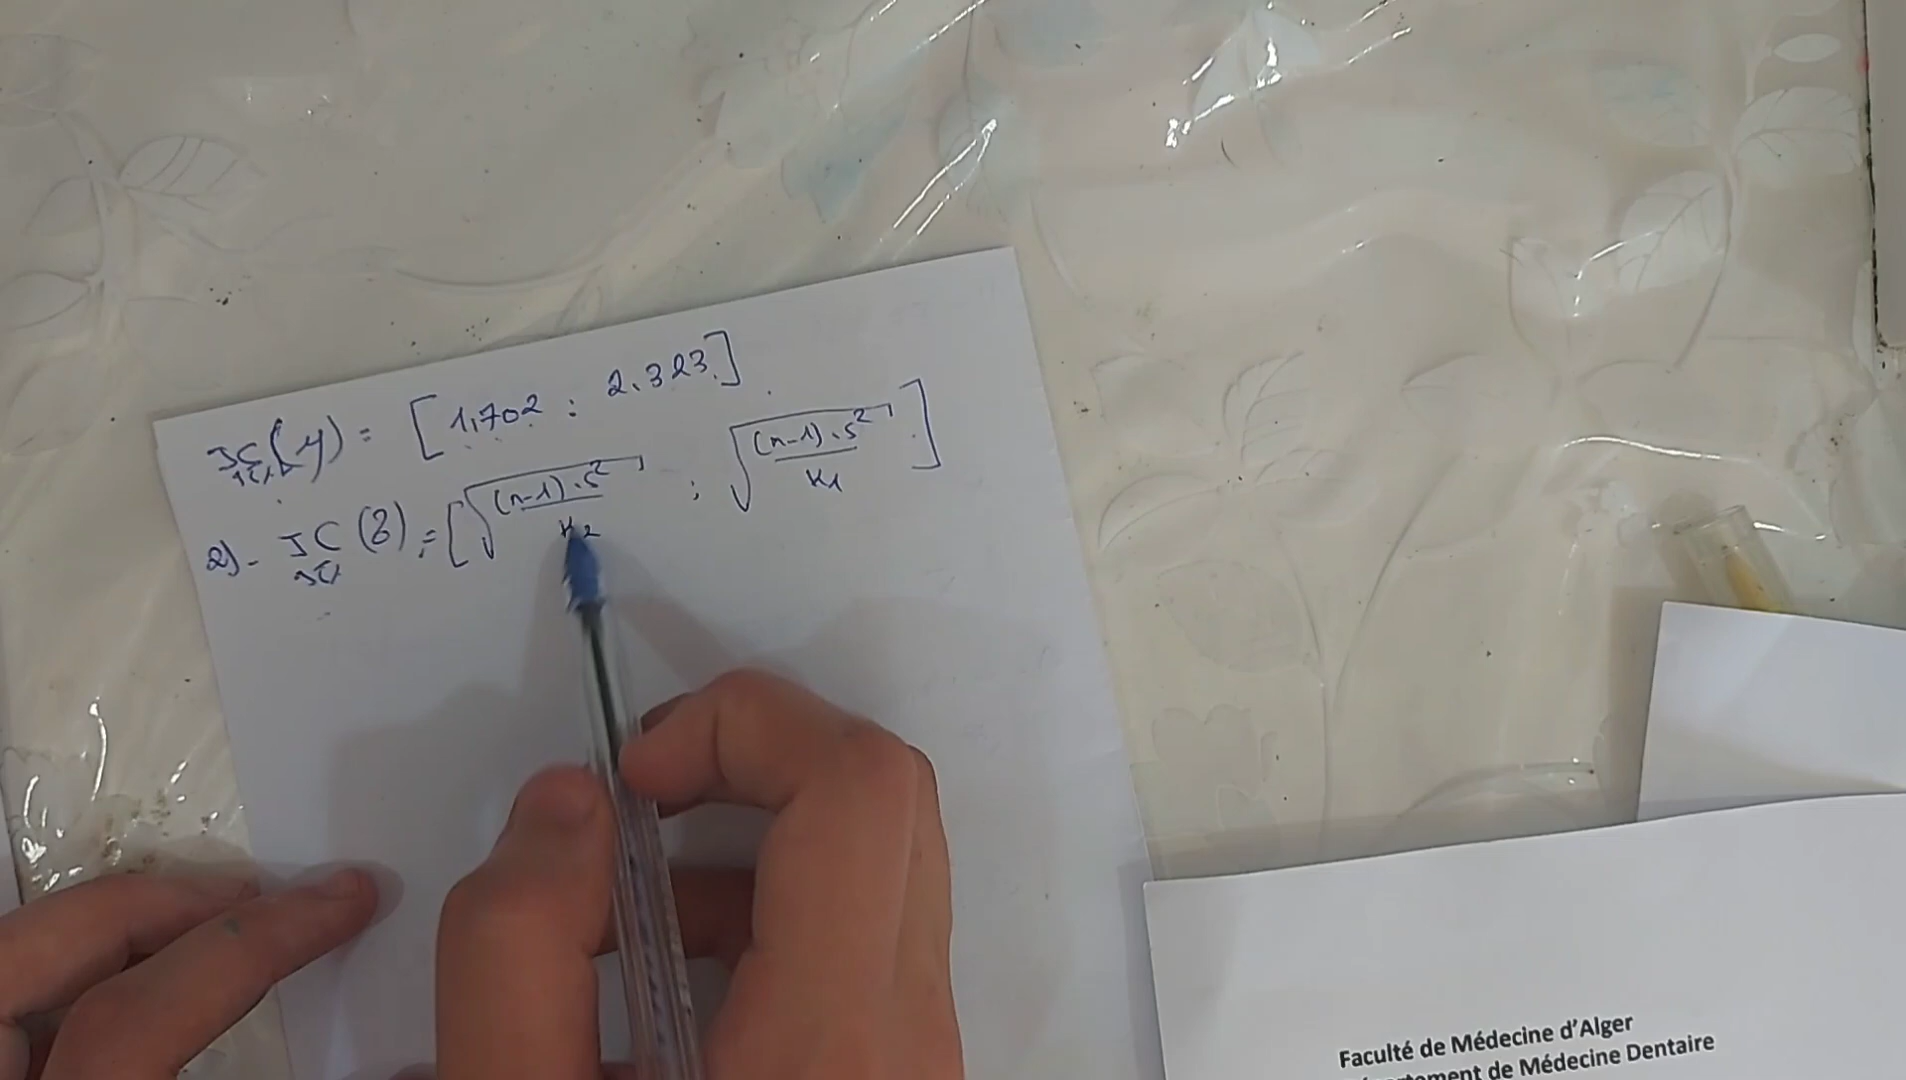 IC(μ) = [1,702 ; 2.323]
2)- IC(δ) = [√((n-1).s²/K2) ; √((n-1).s²/K1)]
Faculté de Médecine d'Alger
de Médecine Dentaire